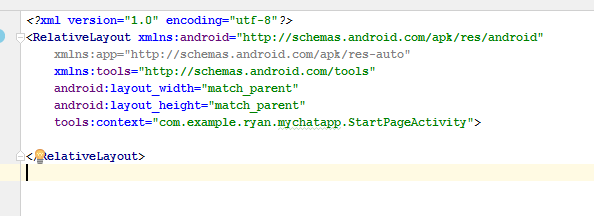 <?xml version="1.0" encoding="utf-8"?>
<RelativeLayout xmlns:android="http://schemas.android.com/apk/res/android"
    xmlns:app="http://schemas.android.com/apk/res-auto"
    xmlns:tools="http://schemas.android.com/tools"
    android:layout_width="match_parent"
    android:layout_height="match_parent"
    tools:context="com.example.ryan.mychatapp.StartPageActivity">

</RelativeLayout>